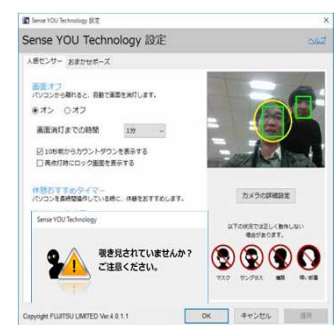 Sense YOU Technology 設定
Sense YOU Technology 設定
ヘルプ
人感センサー おまかせポーズ
画面オフ
パソコンから離れると、自動で画面を消灯します。
オン オフ
画面消灯までの時間 1分
10秒前からカウントダウンを表示する
再点灯時にロック画面を表示する
休憩おすすめタイマー
パソコンを長時間操作している時に、休憩をおすすめします。
カメラの詳細設定
Sense YOU Technology
覗き見されていませんか?
ご注意ください。
以下の状況では正しく動作しない
場合があります。
マスク サングラス 横顔 暗い部屋
Copyright FUJITSU LIMITED Ver.4.0.1.1
OK キャンセル 適用